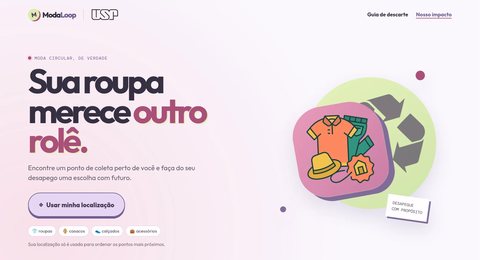 M ModaLoop USP
Guia de descarte Nosso impacto
MODA CIRCULAR, DE VERDADE
Sua roupa
merece outro
rolê.
Encontre um ponto de coleta perto de você e faça do seu
desapego uma escolha com futuro.
Usar minha localização
roupas casacos calçados acessórios
Sua localização só é usada para ordenar os pontos mais próximos.
DESAPEGUE
COM PROPÓSITO